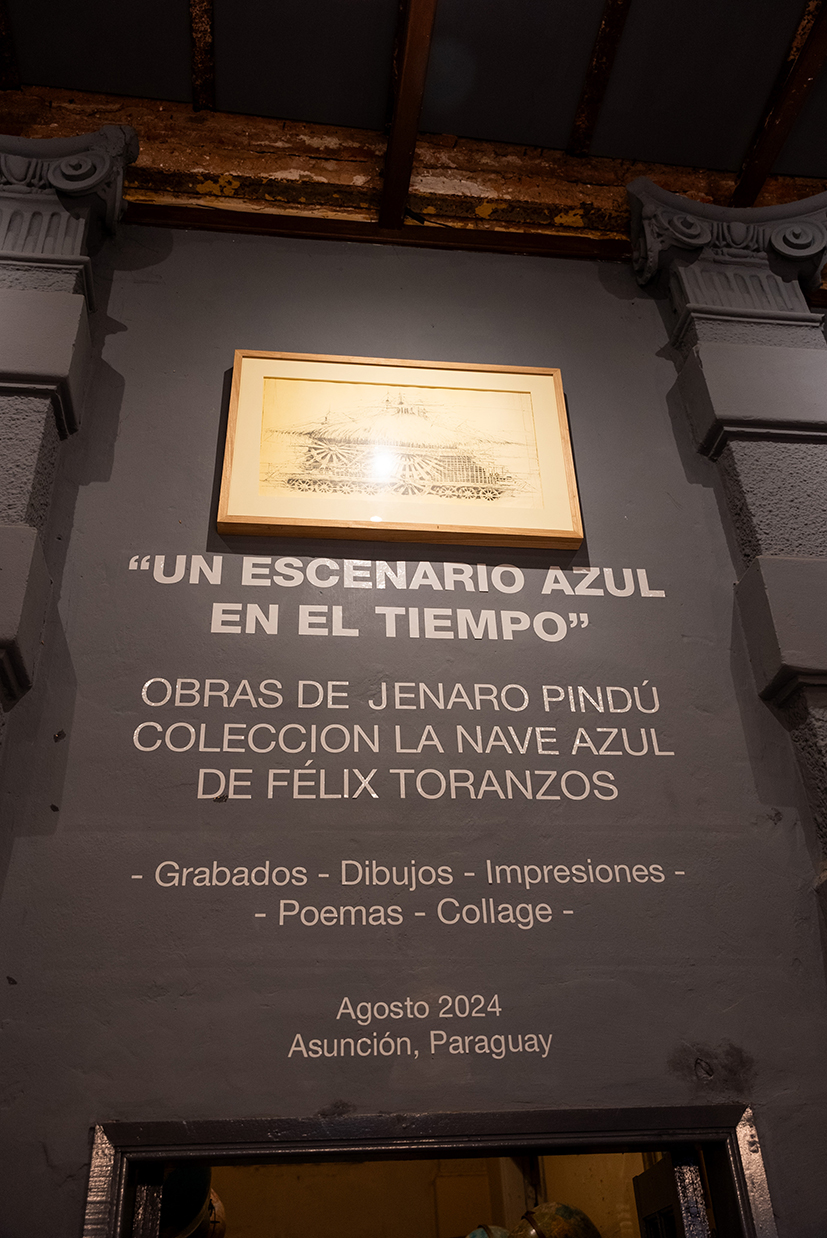 “UN ESCENARIO AZUL
EN EL TIEMPO”
OBRAS DE JENARO PINDÚ
COLECCION LA NAVE AZUL
DE FÉLIX TORANZOS
- Grabados - Dibujos - Impresiones -
- Poemas - Collage -
Agosto 2024
Asunción, Paraguay